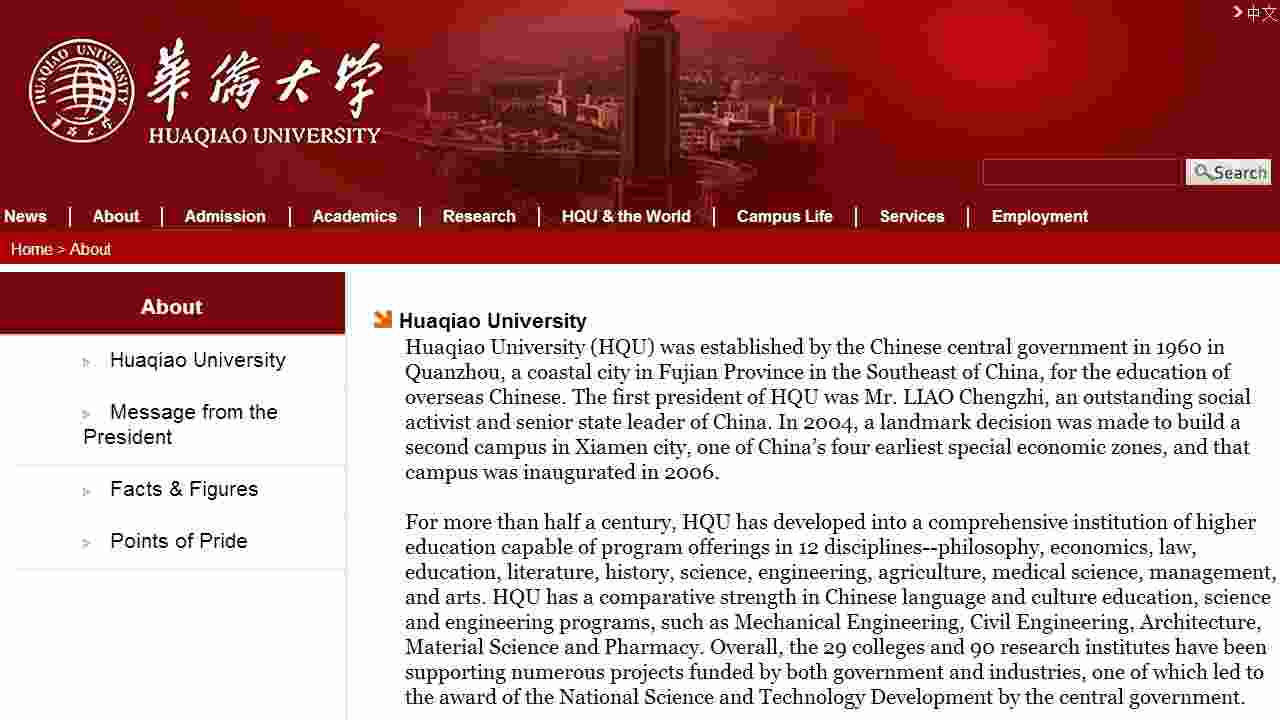 中文
HUAQIAO UNIVERSITY
華僑大学
HUAQIAO UNIVERSITY
Search
News
About
Admission
Academics
Research
HQU & the World
Campus Life
Services
Employment
Home > About
About
Huaqiao University
Message from the
President
Facts & Figures
Points of Pride
Huaqiao University
Huaqiao University (HQU) was established by the Chinese central government in 1960 in
Quanzhou, a coastal city in Fujian Province in the Southeast of China, for the education of
overseas Chinese. The first president of HQU was Mr. LIAO Chengzhi, an outstanding social
activist and senior state leader of China. In 2004, a landmark decision was made to build a
second campus in Xiamen city, one of China's four earliest special economic zones, and that
campus was inaugurated in 2006.
For more than half a century, HQU has developed into a comprehensive institution of higher
education capable of program offerings in 12 disciplines--philosophy, economics, law,
education, literature, history, science, engineering, agriculture, medical science, management,
and arts. HQU has a comparative strength in Chinese language and culture education, science
and engineering programs, such as Mechanical Engineering, Civil Engineering, Architecture,
Material Science and Pharmacy. Overall, the 29 colleges and 90 research institutes have been
supporting numerous projects funded by both government and industries, one of which led to
the award of the National Science and Technology Development by the central government.